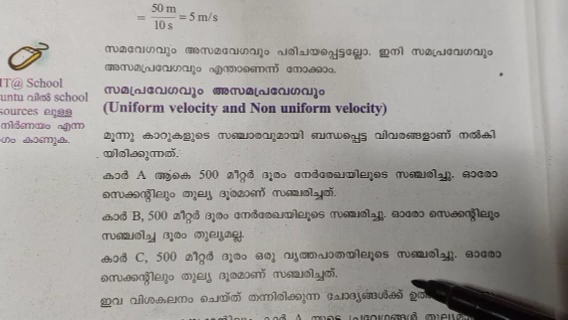 = 50 m / 10 s = 5 m/s
സമവേഗവും അസമവേഗവും പരിചയപ്പെട്ടല്ലോ. ഇനി സമപ്രവേഗവും
അസമപ്രവേഗവും എന്താണെന്ന് നോക്കാം.
IT@ School
untu വിൽ school
sources ലുള്ള
നിർണയം എന്ന
ഗം കാണുക.
സമപ്രവേഗവും അസമപ്രവേഗവും
(Uniform velocity and Non uniform velocity)
മൂന്നു കാറുകളുടെ സഞ്ചാരവുമായി ബന്ധപ്പെട്ട വിവരങ്ങളാണ് നൽകി
യിരിക്കുന്നത്.
കാർ A ആകെ 500 മീറ്റർ ദൂരം നേർരേഖയിലൂടെ സഞ്ചരിച്ചു. ഓരോ
സെക്കന്റിലും തുല്യ ദൂരമാണ് സഞ്ചരിച്ചത്.
കാർ B, 500 മീറ്റർ ദൂരം നേർരേഖയിലൂടെ സഞ്ചരിച്ചു. ഓരോ സെക്കന്റിലും
സഞ്ചരിച്ച ദൂരം തുല്യമല്ല.
കാർ C, 500 മീറ്റർ ദൂരം ഒരു വൃത്തപാതയിലൂടെ സഞ്ചരിച്ചു. ഓരോ
സെക്കന്റിലും തുല്യ ദൂരമാണ് സഞ്ചരിച്ചത്.
ഇവ വിശകലനം ചെയ്ത് തന്നിരിക്കുന്ന ചോദ്യങ്ങൾക്ക്
കാർ A യുടെ പ്രവേഗങ്ങൾ